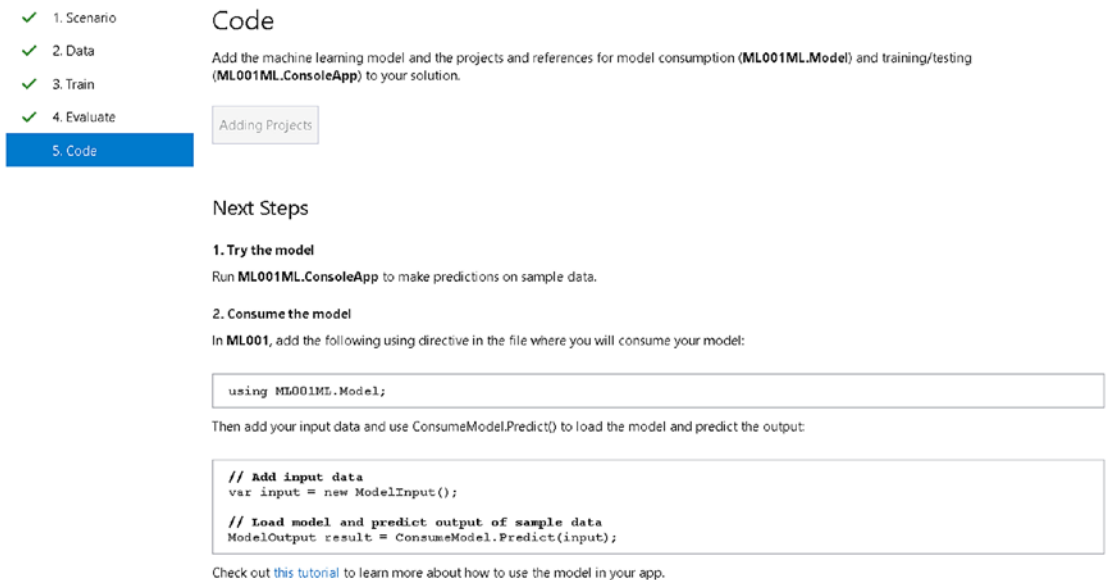 1. Scenario
2. Data
3. Train
4. Evaluate
5. Code
Code
Add the machine learning model and the projects and references for model consumption (ML001ML.Model) and training/testing
(ML001ML.ConsoleApp) to your solution.
Adding Projects
Next Steps
1. Try the model
Run ML001ML.ConsoleApp to make predictions on sample data.
2. Consume the model
In ML001, add the following using directive in the file where you will consume your model:
using ML001ML.Model;
Then add your input data and use ConsumeModel.Predict() to load the model and predict the output:
// Add input data
var input = new ModelInput();
// Load model and predict output of sample data
ModelOutput result = ConsumeModel.Predict(input);
Check out this tutorial to learn more about how to use the model in your app.